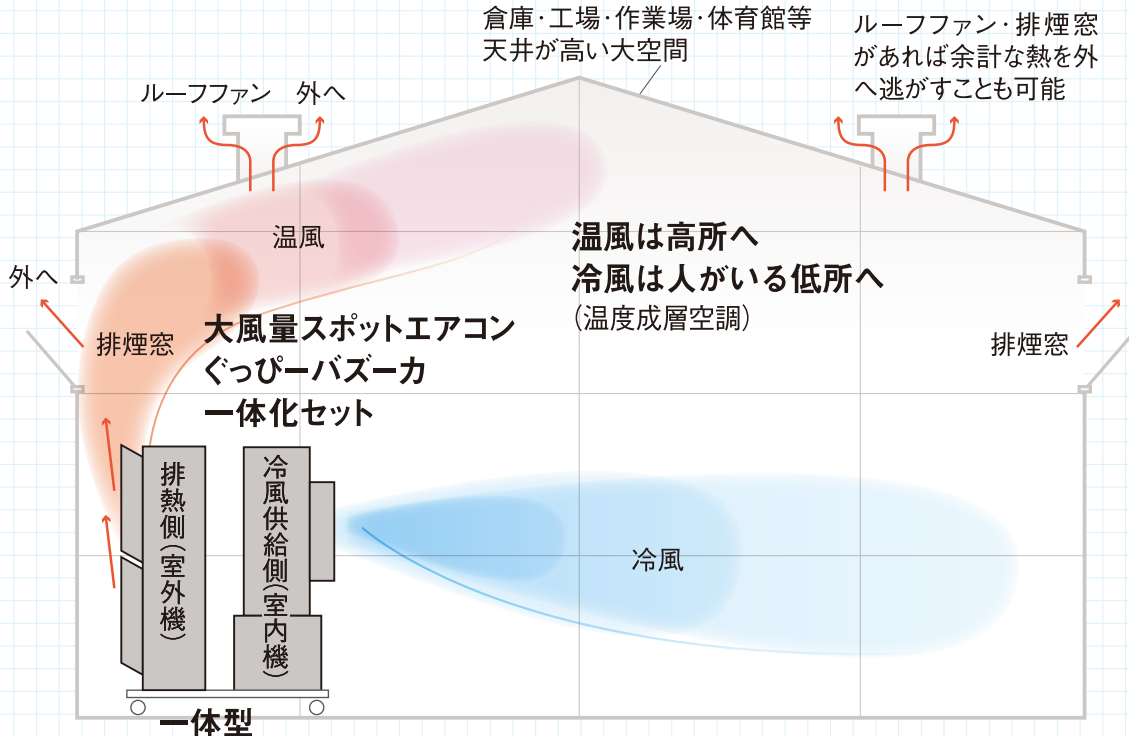 倉庫・工場・作業場・体育館等
天井が高い大空間
ルーフファン・排煙窓
があれば余計な熱を外
へ逃がすことも可能
ルーフファン
外へ
温風
温風は高所へ
冷風は人がいる低所へ
（温度成層空調）
外へ
排煙窓
大風量スポットエアコン
ぐっぴーバズーカ
一体化セット
排煙窓
排熱側（室外機）
冷風供給側（室内機）
冷風
一体型